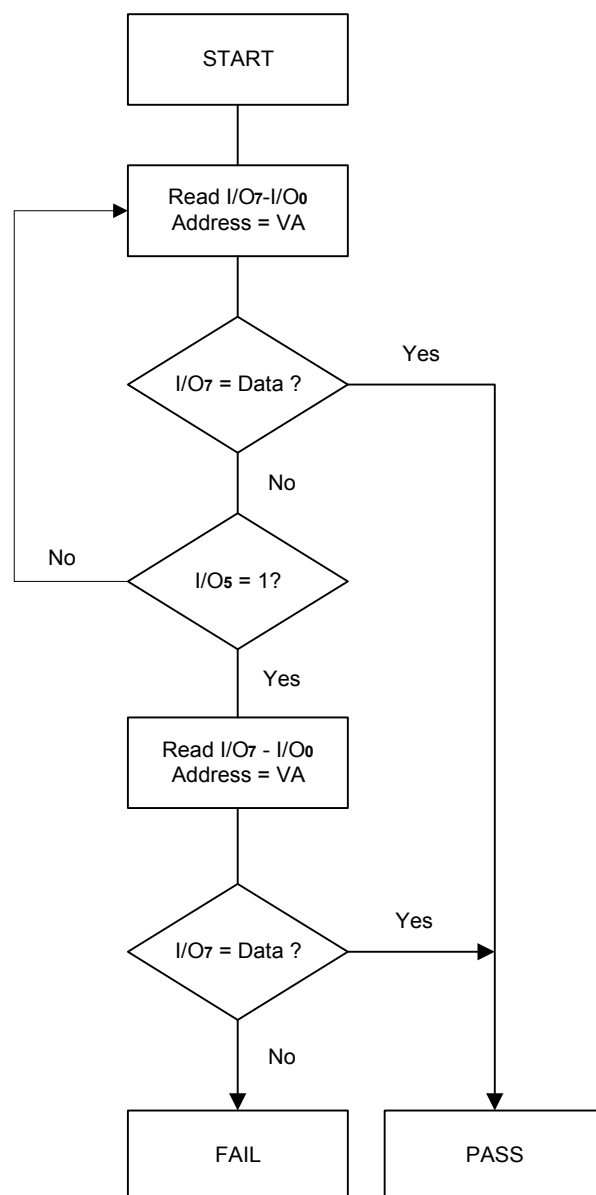 START
Read I/O7-I/O0
Address = VA
I/O7 = Data ?
Yes
No
No
I/O5 = 1?
Yes
Read I/O7 - I/O0
Address = VA
I/O7 = Data ?
Yes
No
FAIL
PASS